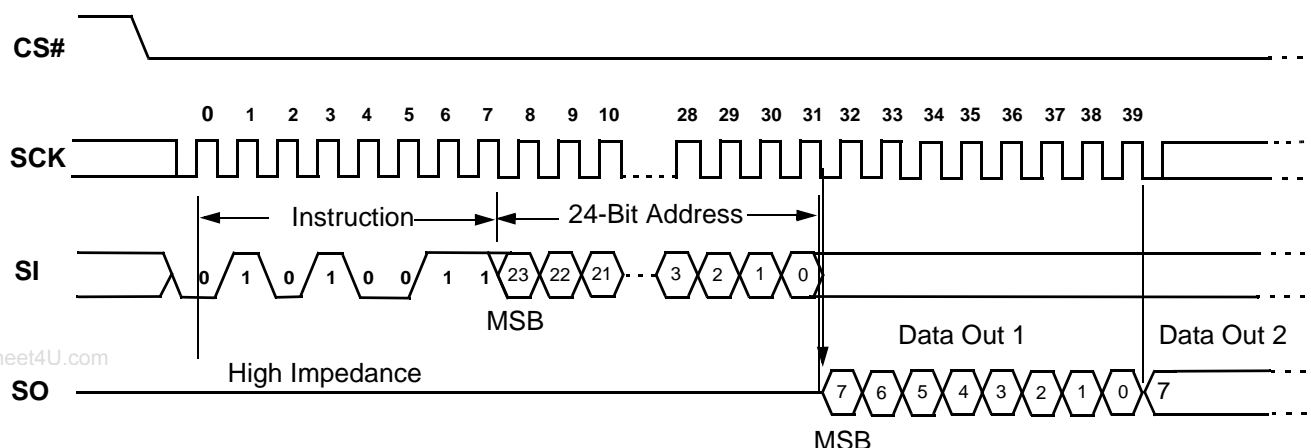 CS#
0 1 2 3 4 5 6 7 8 9 10 28 29 30 31 32 33 34 35 36 37 38 39
SCK
Instruction 24-Bit Address
SI 0 1 0 1 0 0 1 1 23 22 21 3 2 1 0
MSB
Data Out 1 Data Out 2
heet4U.com
High Impedance
SO 7 6 5 4 3 2 1 0 7
MSB